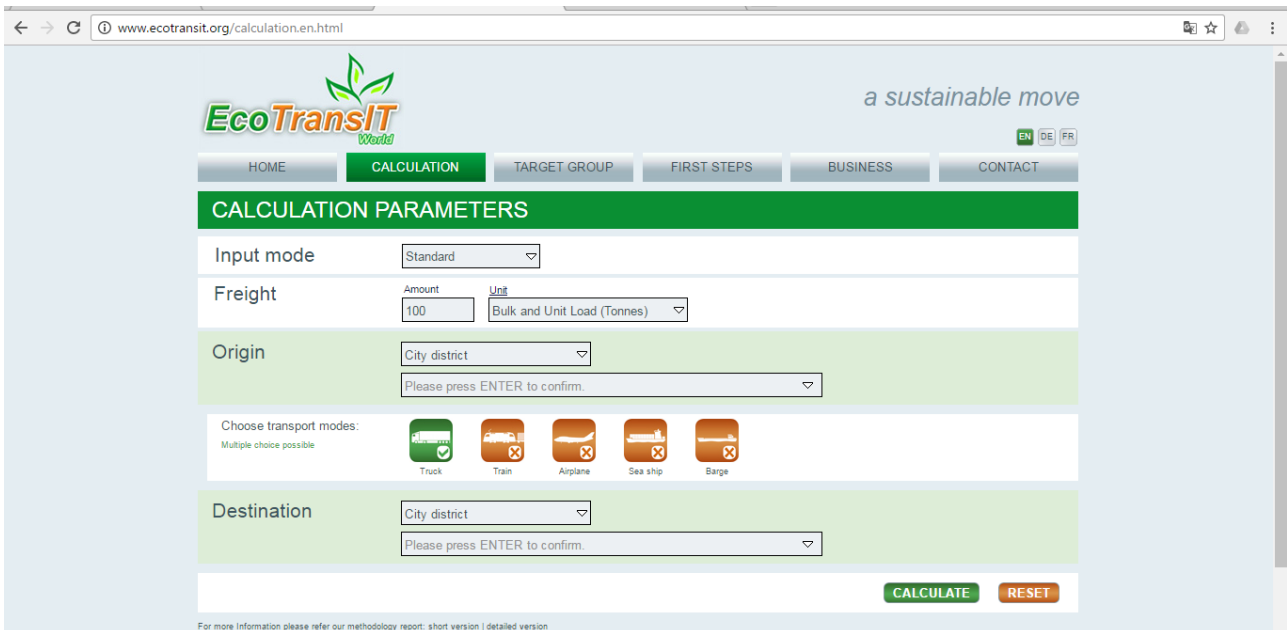 www.ecotransit.org/calculation.en.html
EcoTransIT
World
a sustainable move
EN DE FR
HOME CALCULATION TARGET GROUP FIRST STEPS BUSINESS CONTACT
CALCULATION PARAMETERS
Input mode Standard
Amount Unit
Freight 100 Bulk and Unit Load (Tonnes)
Origin City district
Please press ENTER to confirm.
Choose transport modes:
Multiple choice possible
Truck Train Airplane Sea ship Barge
Destination City district
Please press ENTER to confirm.
CALCULATE RESET
For more Information please refer our methodology report: short version | detailed version